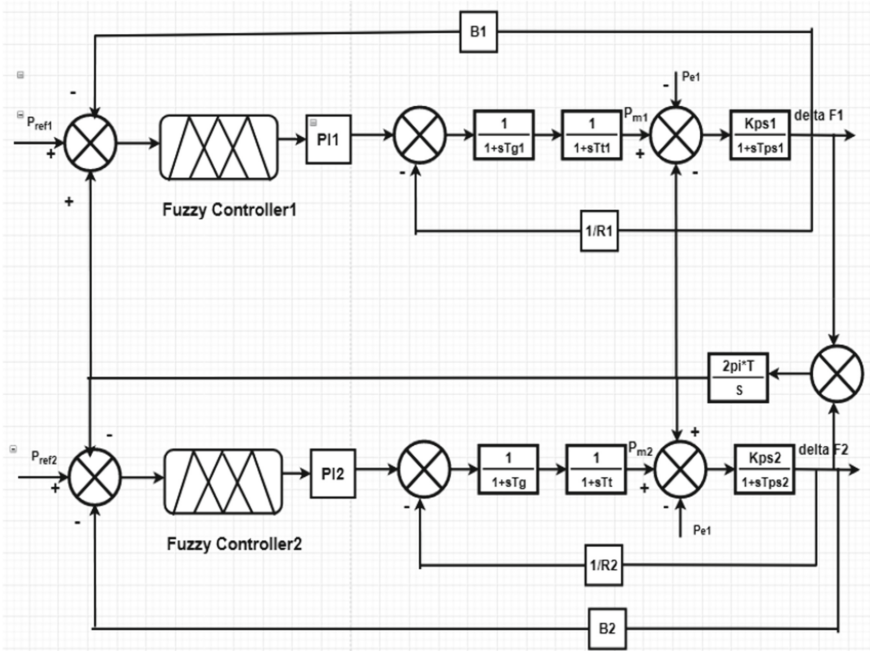 B1
-
Pe1
-
Pref1
+
PI1
1
1+sTg1
1
1+sTt1
Pm1
+
Kps1
1+sTps1
delta F1
-
-
+
Fuzzy Controller1
1/R1
2pi*T
s
-
+
Pref2
+
PI2
1
1+sTg
1
1+sTt
Pm2
+
Kps2
1+sTps2
delta F2
-
-
-
Pe1
Fuzzy Controller2
1/R2
B2